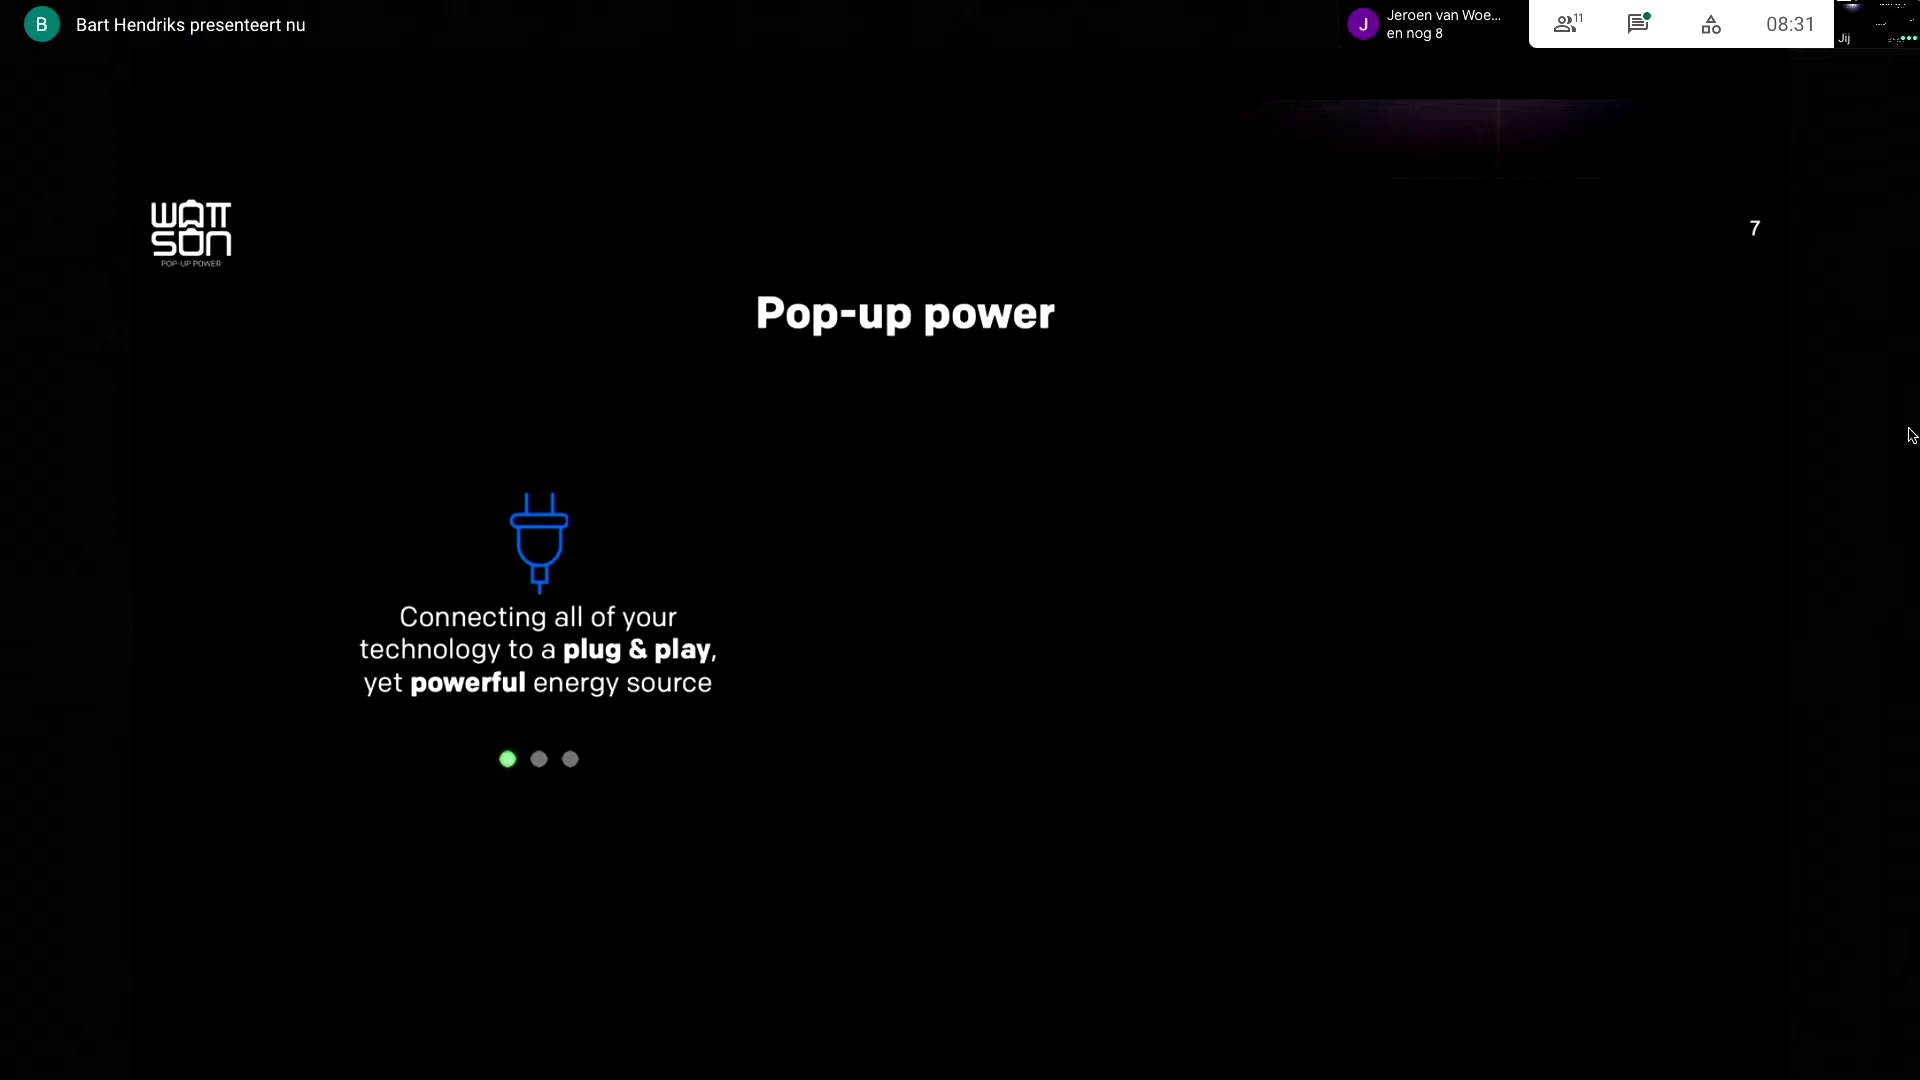 B
Bart Hendriks presenteert nu
J
Jeroen van Woe...
en nog 8
11
08:31
Jij
WATT
SON
POP-UP POWER
7
Pop-up power
Connecting all of your
technology to a plug & play,
yet powerful energy source